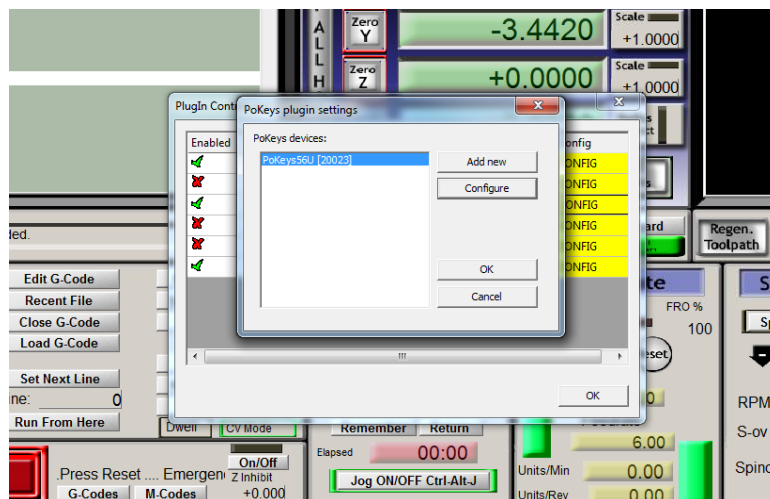 A
L
L
H
Zero
Y
-3.4420
Scale
+1.0000
Zero
Z
+0.0000
Scale
+1.0000
PlugIn Cont
PoKeys plugin settings
Enabled
PoKeys devices:
PoKeys56U [20023]
Add new
Configure
OK
Cancel
onfig
ONFIG
ONFIG
ONFIG
ONFIG
ONFIG
ONFIG
OK
ded.
Regen.
Toolpath
Edit G-Code
Recent File
Close G-Code
Load G-Code
Set Next Line
ne: 0
Run From Here
Dwell
CV Mode
Remember
Return
Elapsed
00:00
Jog ON/OFF Ctrl-Alt-J
Press Reset .... Emergen
On/Off
Z Inhibit
+0.000
G-Codes
M-Codes
FRO %
100
6.00
Units/Min
0.00
Units/Rev
0.00
RPM
S-ov